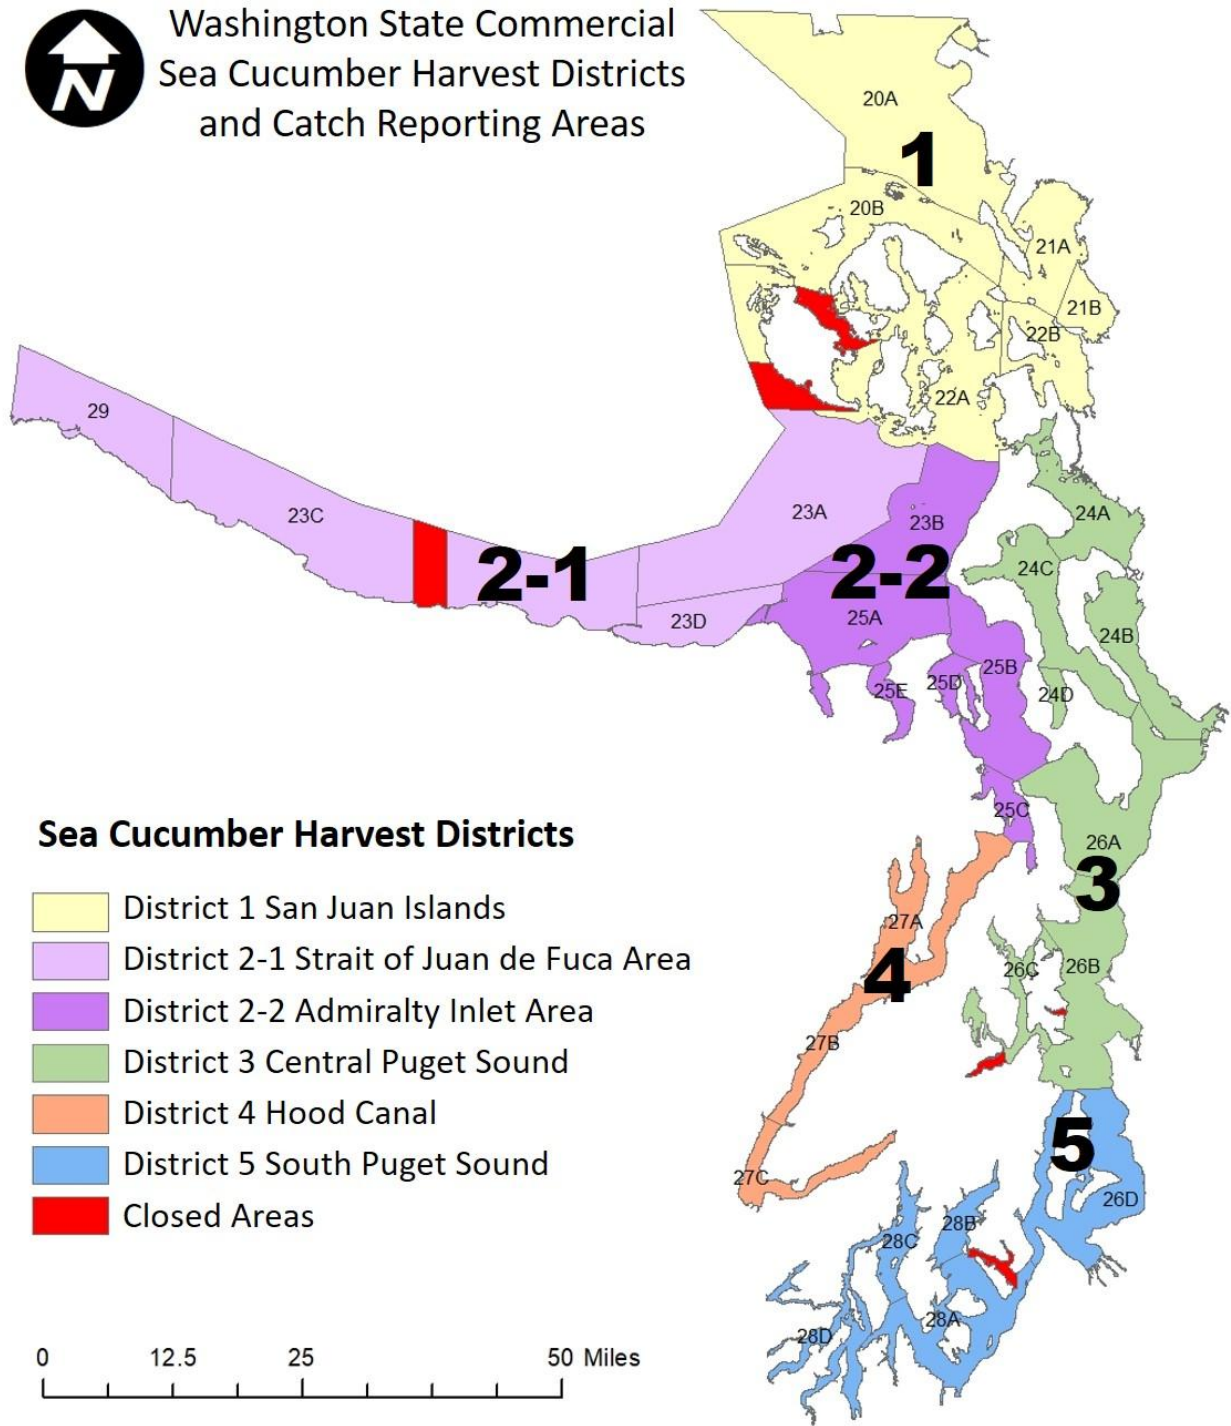 Washington State Commercial
Sea Cucumber Harvest Districts
and Catch Reporting Areas
N
20A
1
20B
21A
21B
22B
22A
29
23C
23A
23B
24A
2-1
2-2
24C
23D
25A
24B
25B
25E
25D
24D
25C
26A
3
Sea Cucumber Harvest Districts
District 1 San Juan Islands
District 2-1 Strait of Juan de Fuca Area
District 2-2 Admiralty Inlet Area
District 3 Central Puget Sound
District 4 Hood Canal
District 5 South Puget Sound
Closed Areas
27A
4
26C
26B
27B
5
27C
26D
28B
28C
28A
28D
0 12.5 25 50 Miles